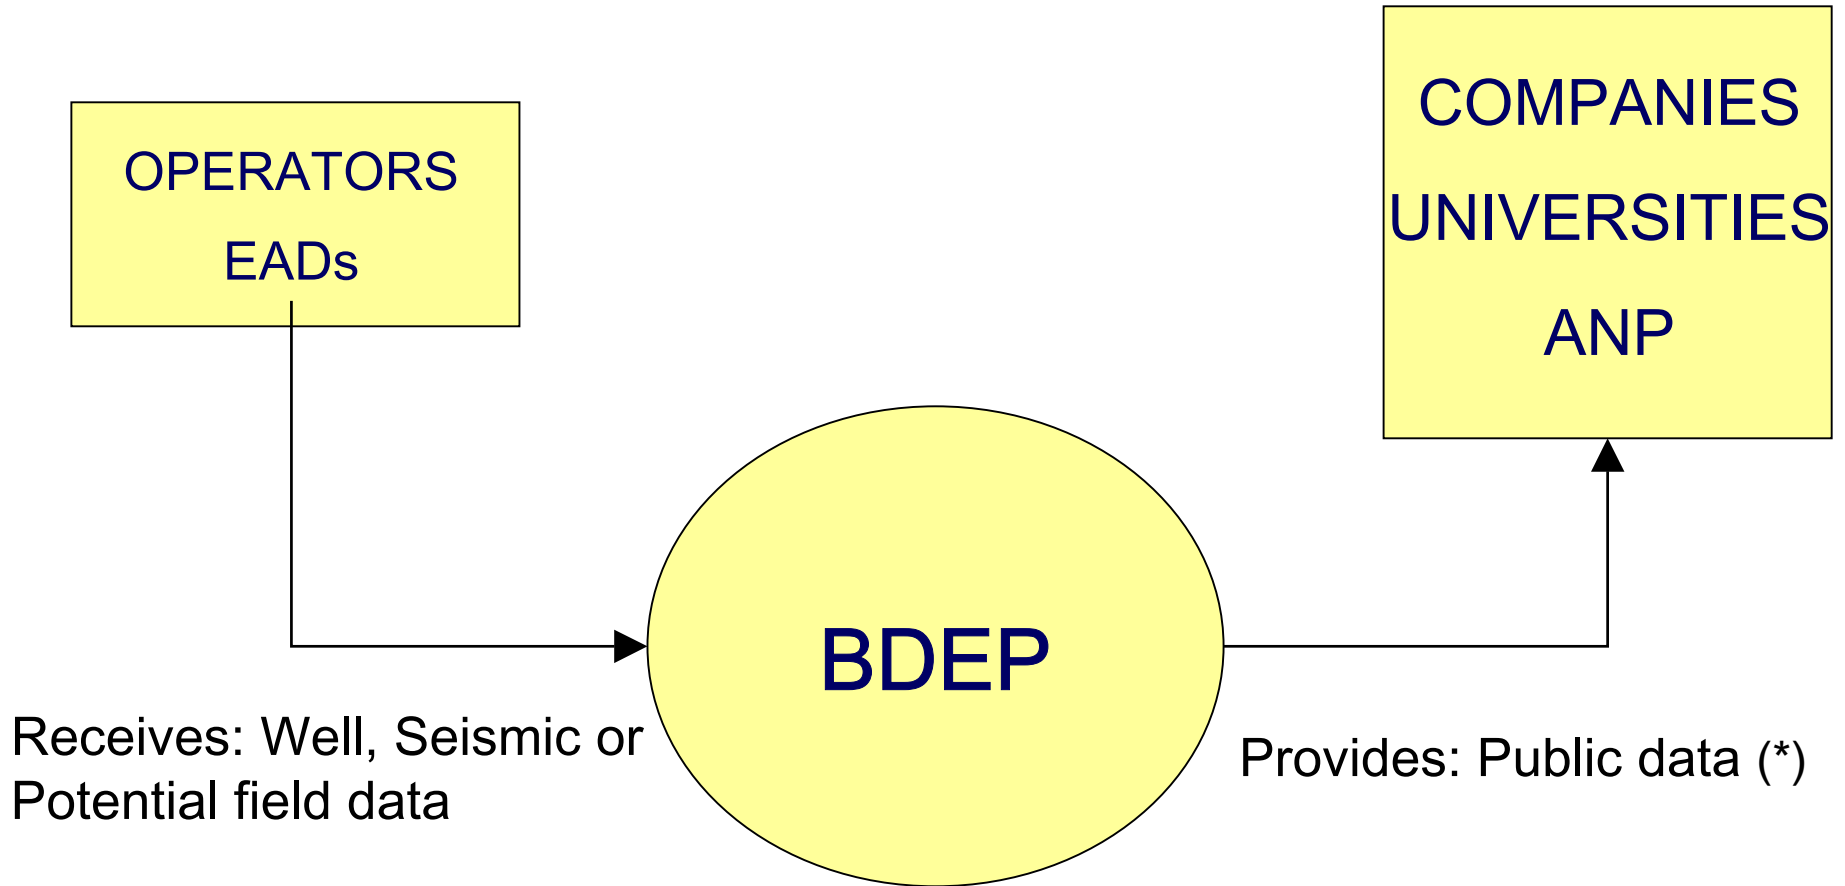 OPERATORS
EADs
COMPANIES
UNIVERSITIES
ANP
BDEP
Receives: Well, Seismic or
Potential field data
Provides: Public data (*)